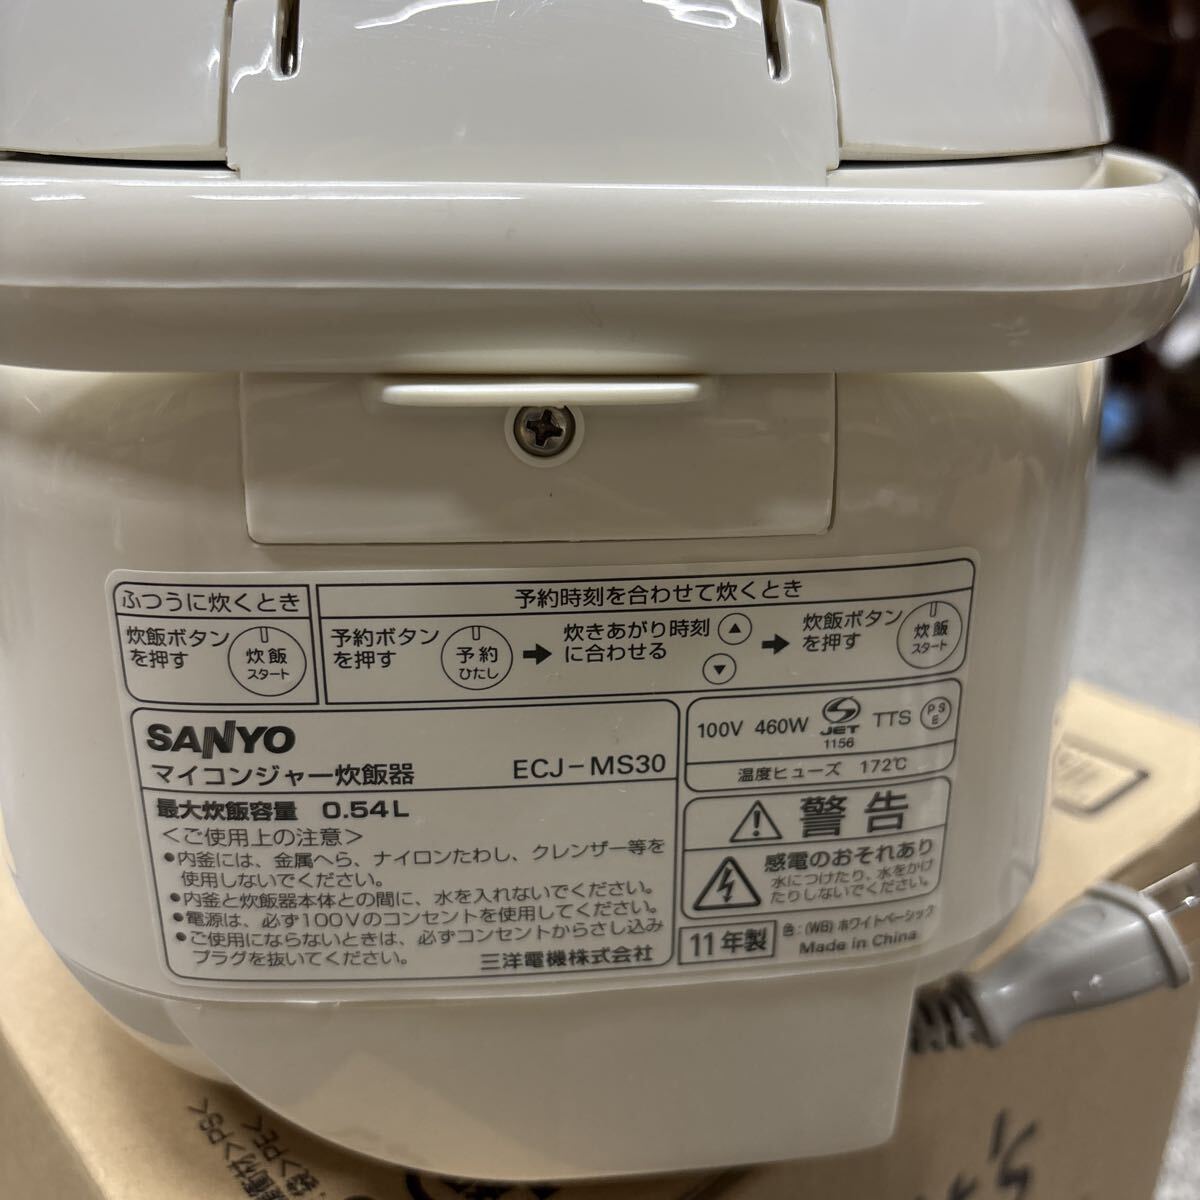 ふつうに炊くとき
炊飯ボタン
を押す
炊飯
スタート
予約時刻を合わせて炊くとき
予約ボタン
を押す
予約
ひたし
炊きあがり時刻
に合わせる
炊飯ボタン
を押す
炊飯
スタート
SANYO
マイコンジャー炊飯器 ECJ-MS30
最大炊飯容量 0.54L
<ご使用上の注意>
●内釜には、金属へら、ナイロンたわし、クレンザー等を
使用しないでください。
●内釜と炊飯器本体との間に、水を入れないでください。
●電源は、必ず100Vのコンセントを使用してください。
●ご使用にならないときは、必ずコンセントからさし込み
プラグを抜いてください。
三洋電機株式会社
100V 460W JET TTS PSE
1156
温度ヒューズ 172℃
警告
感電のおそれあり
水につけたり、水をかけ
たりしないでください。
11年製
色:(WB)ホワイトベーシック
Made in China